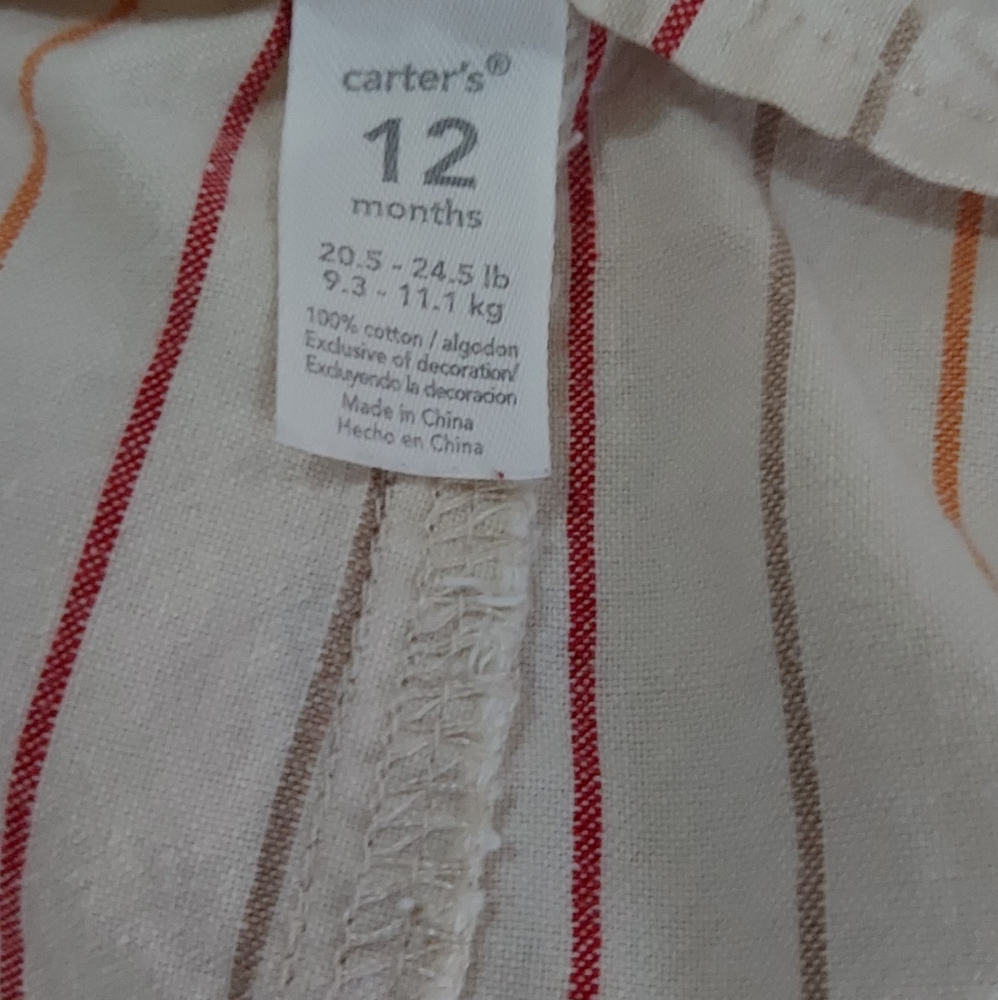 carter's®
12
months
20.5 - 24.5 lb
9.3 - 11.1 kg
100% cotton / algodon
Exclusive of decoration/
Excluyendo la decoracion
Made in China
Hecho en China